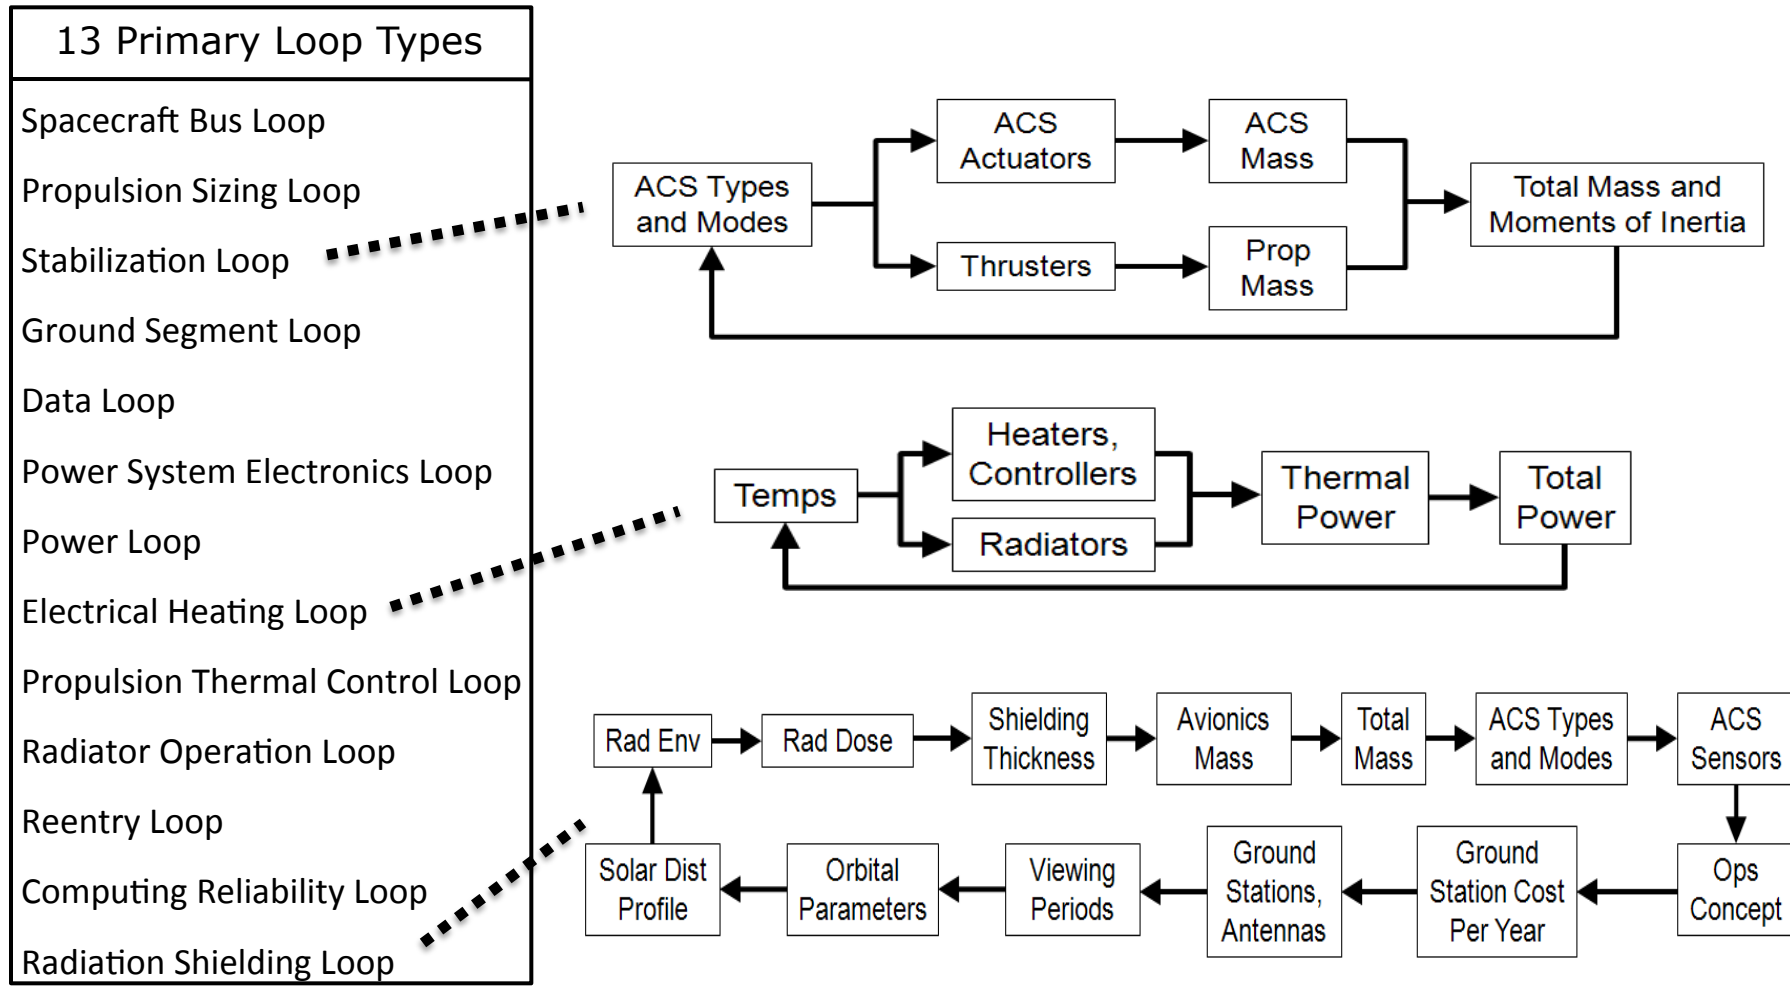 13 Primary Loop Types
Spacecraft Bus Loop
Propulsion Sizing Loop
Stabilization Loop
Ground Segment Loop
Data Loop
Power System Electronics Loop
Power Loop
Electrical Heating Loop
Propulsion Thermal Control Loop
Radiator Operation Loop
Reentry Loop
Computing Reliability Loop
Radiation Shielding Loop
ACS Types
and Modes
ACS
Actuators
ACS
Mass
Thrusters
Prop
Mass
Total Mass and
Moments of Inertia
Temps
Heaters,
Controllers
Radiators
Thermal
Power
Total
Power
Rad Env
Rad Dose
Shielding
Thickness
Avionics
Mass
Total
Mass
ACS Types
and Modes
ACS
Sensors
Ops
Concept
Ground
Station Cost
Per Year
Ground
Stations,
Antennas
Viewing
Periods
Orbital
Parameters
Solar Dist
Profile